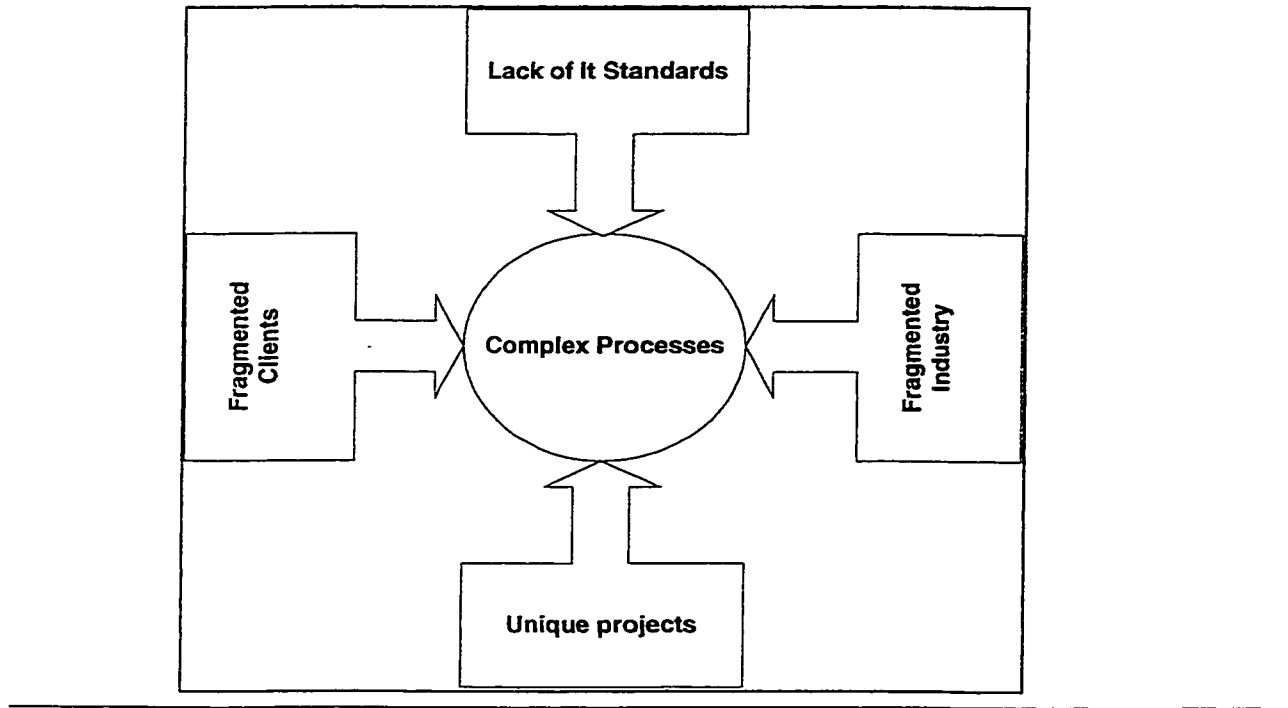 Lack of It Standards
Fragmented
Clients
Complex Processes
Fragmented
Industry
Unique projects